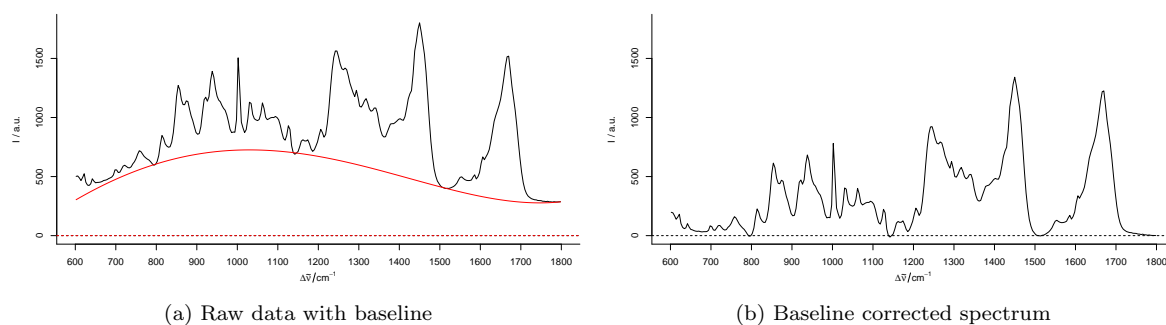 I / a.u.
0 500 1000 1500
600 700 800 900 1000 1100 1200 1300 1400 1500 1600 1700 1800
Δν̃/cm⁻¹
(a) Raw data with baseline
I / a.u.
0 500 1000 1500
600 700 800 900 1000 1100 1200 1300 1400 1500 1600 1700 1800
Δν̃/cm⁻¹
(b) Baseline corrected spectrum